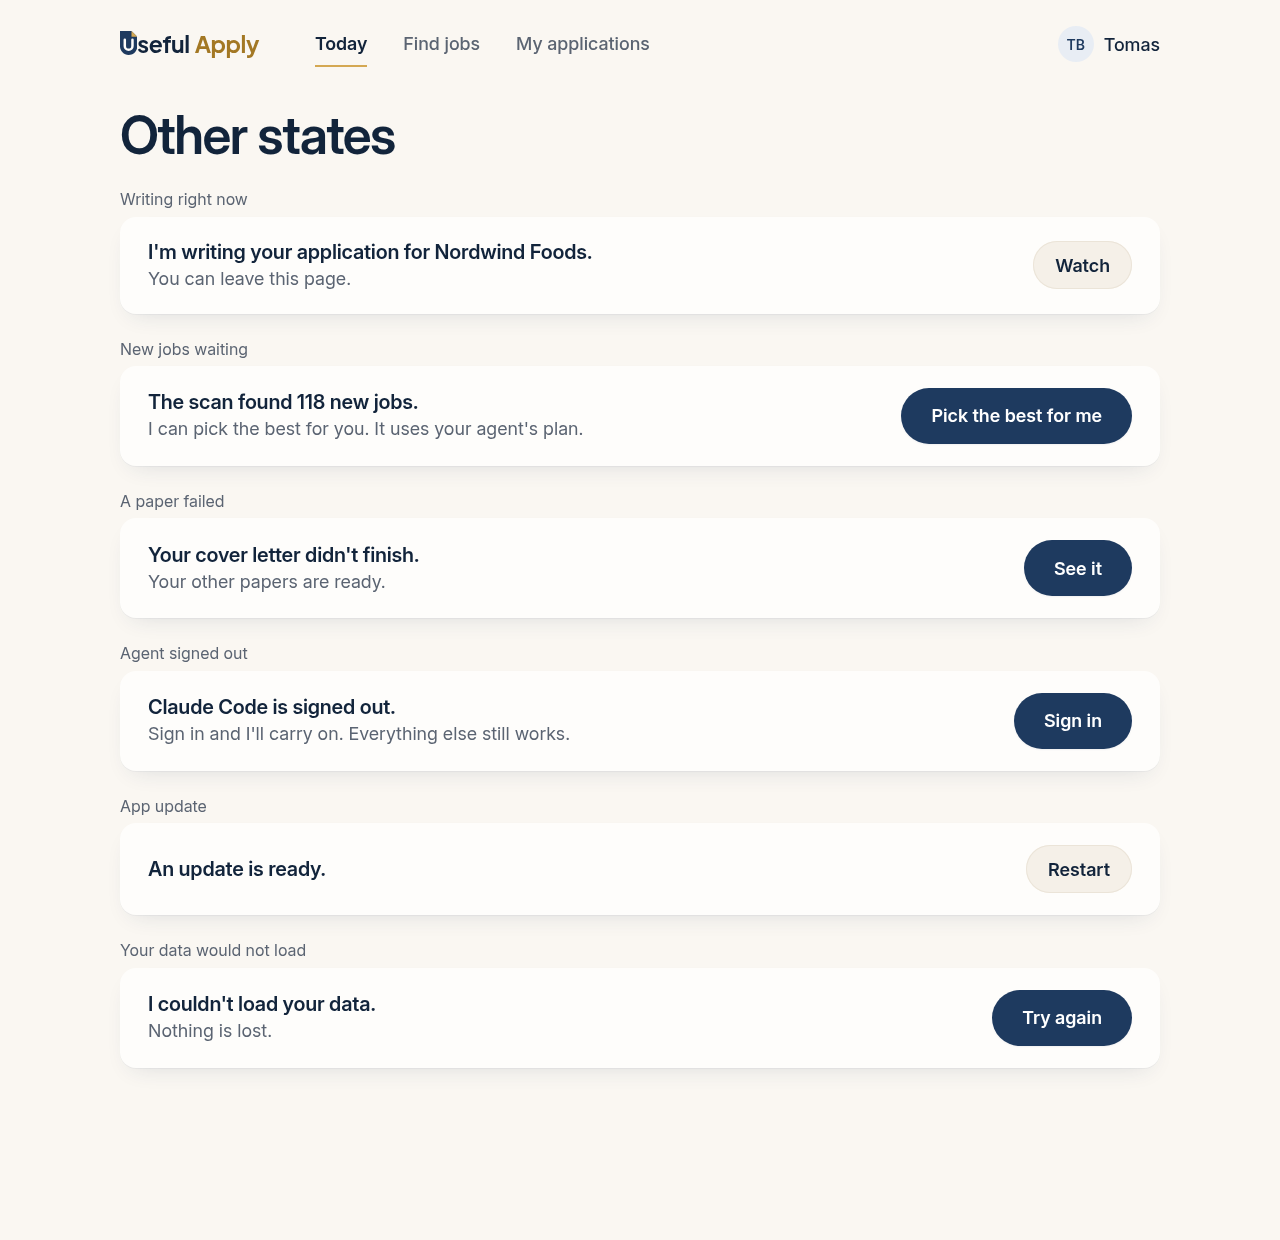 Useful Apply
Today
Find jobs
My applications
TB
Tomas
Other states
Writing right now
I'm writing your application for Nordwind Foods.
You can leave this page.
Watch
New jobs waiting
The scan found 118 new jobs.
I can pick the best for you. It uses your agent's plan.
Pick the best for me
A paper failed
Your cover letter didn't finish.
Your other papers are ready.
See it
Agent signed out
Claude Code is signed out.
Sign in and I'll carry on. Everything else still works.
Sign in
App update
An update is ready.
Restart
Your data would not load
I couldn't load your data.
Nothing is lost.
Try again